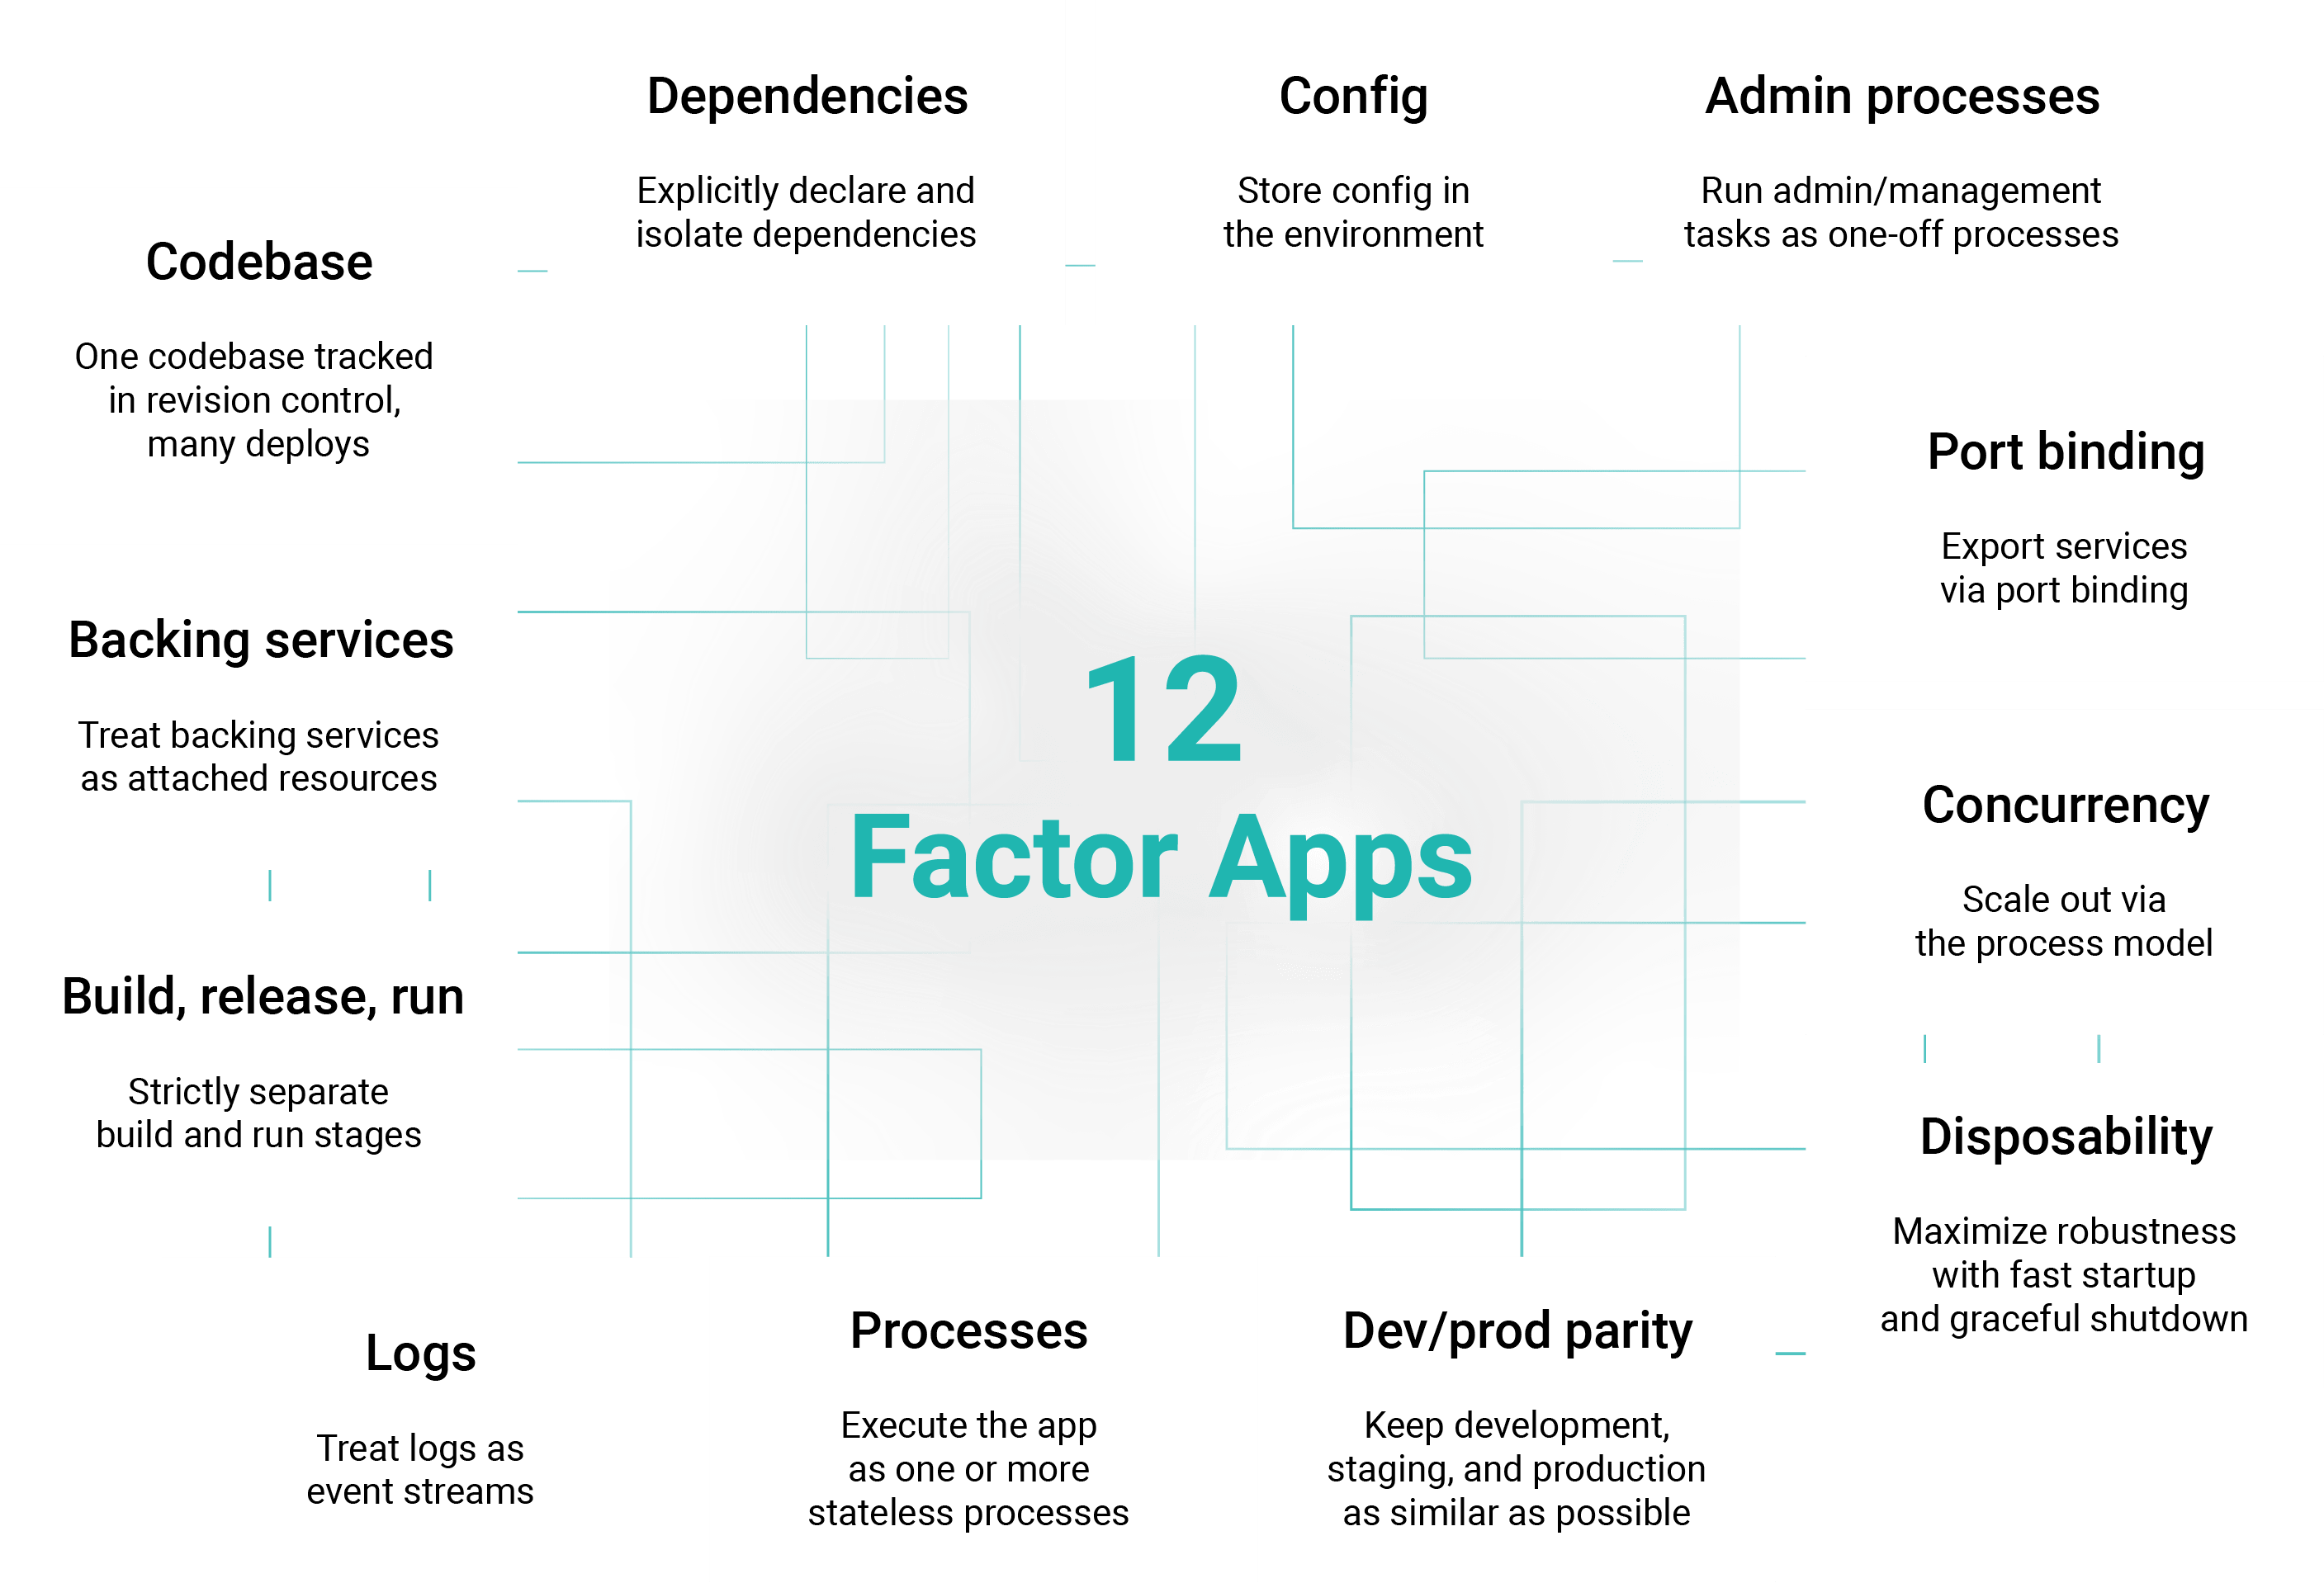 Dependencies
Explicitly declare and
isolate dependencies
Config
Store config in
the environment
Admin processes
Run admin/management
tasks as one-off processes
Codebase
One codebase tracked
in revision control,
many deploys
Port binding
Export services
via port binding
Backing services
Treat backing services
as attached resources
12
Factor Apps
Concurrency
Scale out via
the process model
Build, release, run
Strictly separate
build and run stages
Disposability
Maximize robustness
with fast startup
and graceful shutdown
Logs
Treat logs as
event streams
Processes
Execute the app
as one or more
stateless processes
Dev/prod parity
Keep development,
staging, and production
as similar as possible